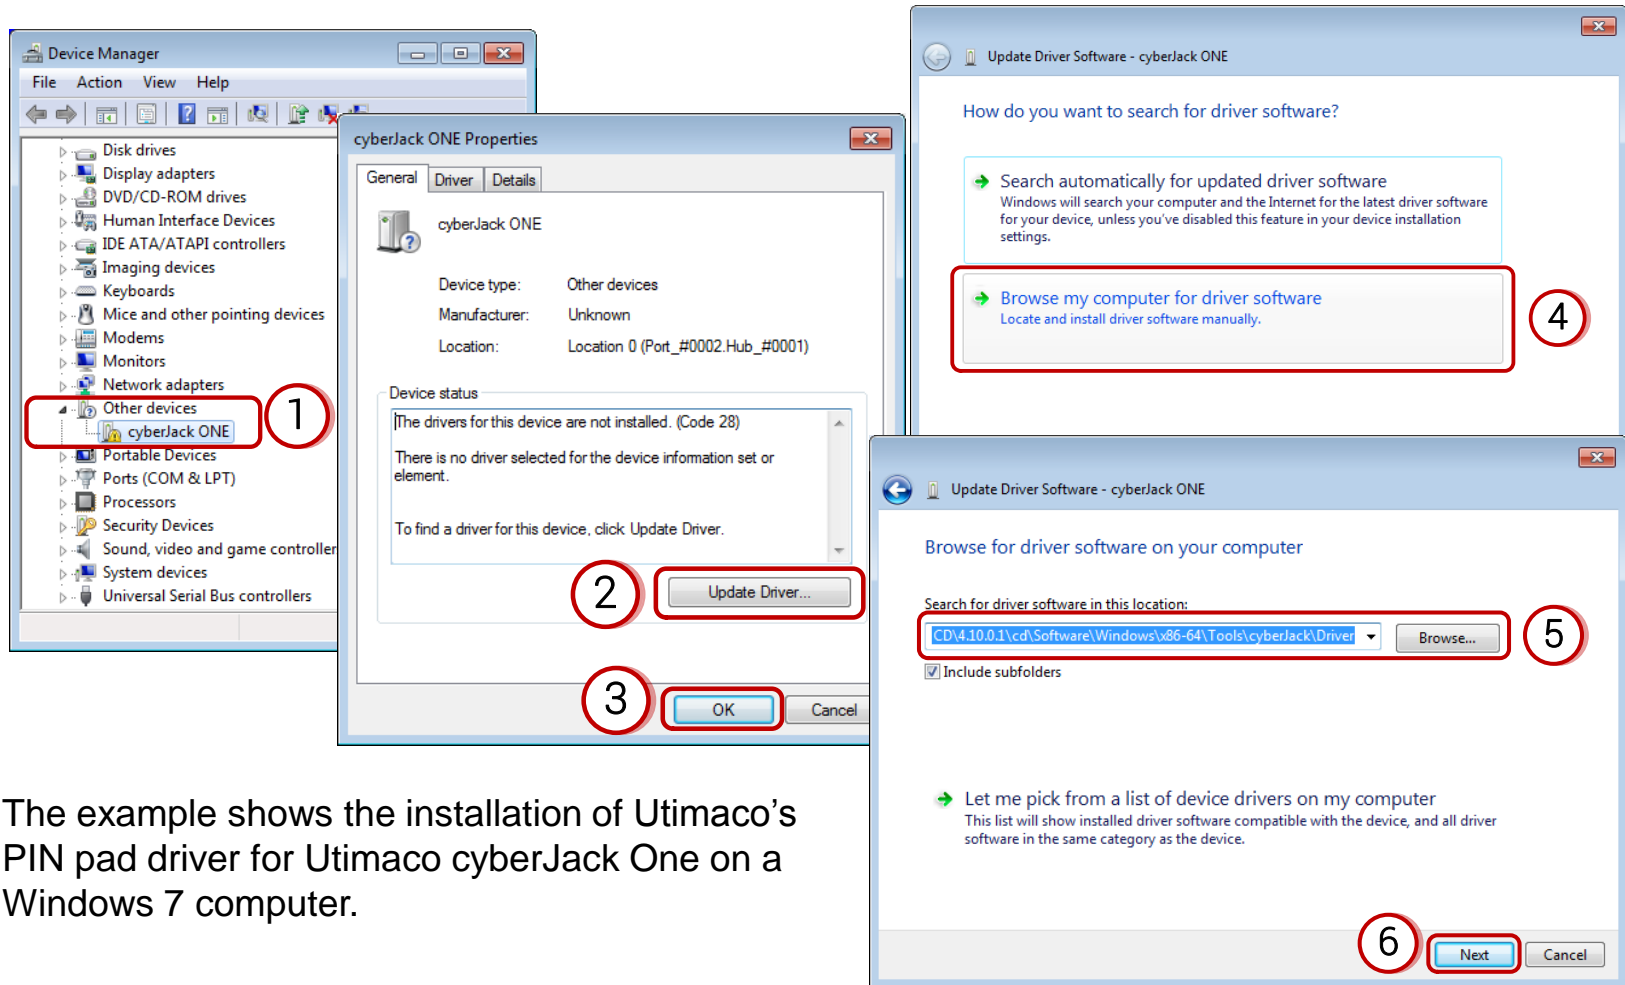 Device Manager
File Action View Help
Disk drives
Display adapters
DVD/CD-ROM drives
Human Interface Devices
IDE ATA/ATAPI controllers
Imaging devices
Keyboards
Mice and other pointing devices
Modems
Monitors
Network adapters
Other devices
cyberJack ONE
Portable Devices
Ports (COM & LPT)
Processors
Security Devices
Sound, video and game controller
System devices
Universal Serial Bus controllers
1
cyberJack ONE Properties
General Driver Details
cyberJack ONE
Device type: Other devices
Manufacturer: Unknown
Location: Location 0 (Port_#0002.Hub_#0001)
Device status
The drivers for this device are not installed. (Code 28)
There is no driver selected for the device information set or
element.
To find a driver for this device, click Update Driver.
2
Update Driver...
3
OK Cancel
Update Driver Software - cyberJack ONE
How do you want to search for driver software?
Search automatically for updated driver software
Windows will search your computer and the Internet for the latest driver software
for your device, unless you've disabled this feature in your device installation
settings.
Browse my computer for driver software
Locate and install driver software manually.
4
Update Driver Software - cyberJack ONE
Browse for driver software on your computer
Search for driver software in this location:
CD\4.10.0.1\cd\Software\Windows\x86-64\Tools\cyberJack\Driver Browse...
5
Include subfolders
Let me pick from a list of device drivers on my computer
This list will show installed driver software compatible with the device, and all driver
software in the same category as the device.
6
Next Cancel
The example shows the installation of Utimaco’s
PIN pad driver for Utimaco cyberJack One on a
Windows 7 computer.